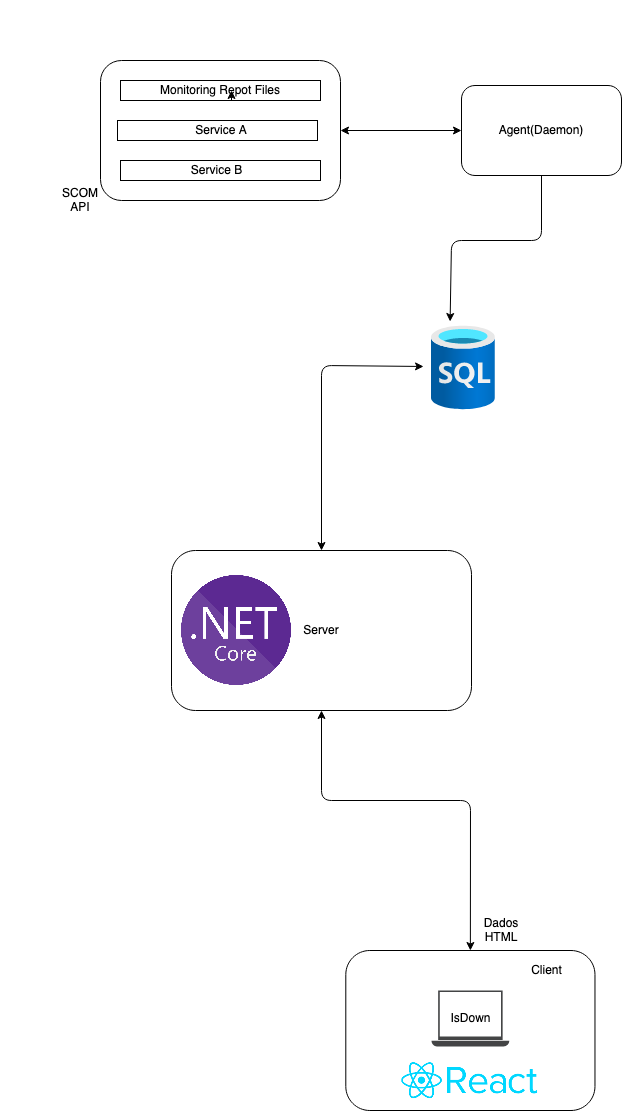 Monitoring Repot Files
Service A
Service B
SCOM
API
Agent(Daemon)
SQL
.NET
Core
Server
Dados
HTML
Client
IsDown
React